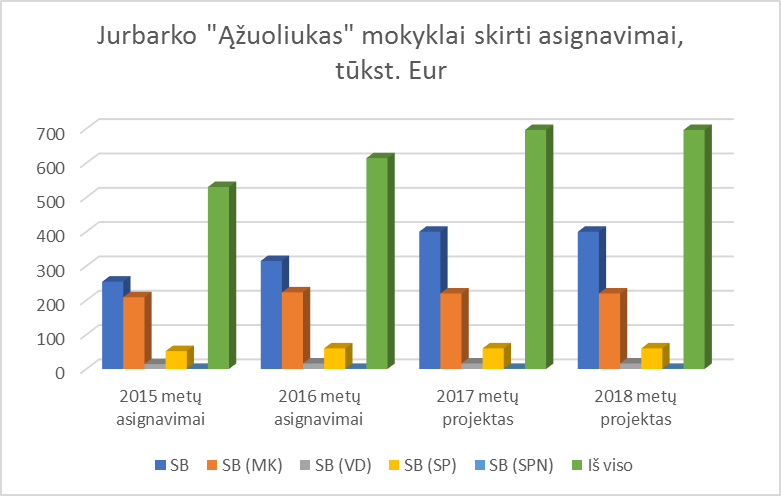 Jurbarko "Ąžuoliukas" mokyklai skirti asignavimai,
tūkst. Eur
700
600
500
400
300
200
100
0
2015 metų
asignavimai
2016 metų
asignavimai
2017 metų
projektas
2018 metų
projektas
SB
SB (MK)
SB (VD)
SB (SP)
SB (SPN)
Iš viso